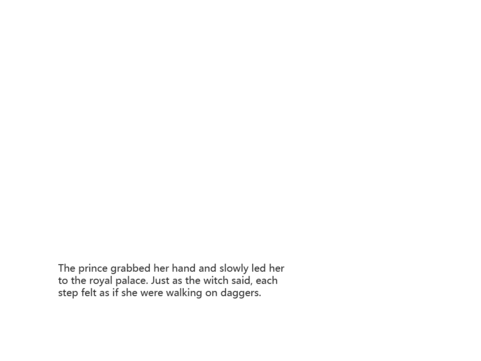 The prince grabbed her hand and slowly led her
to the royal palace. Just as the witch said, each
step felt as if she were walking on daggers.